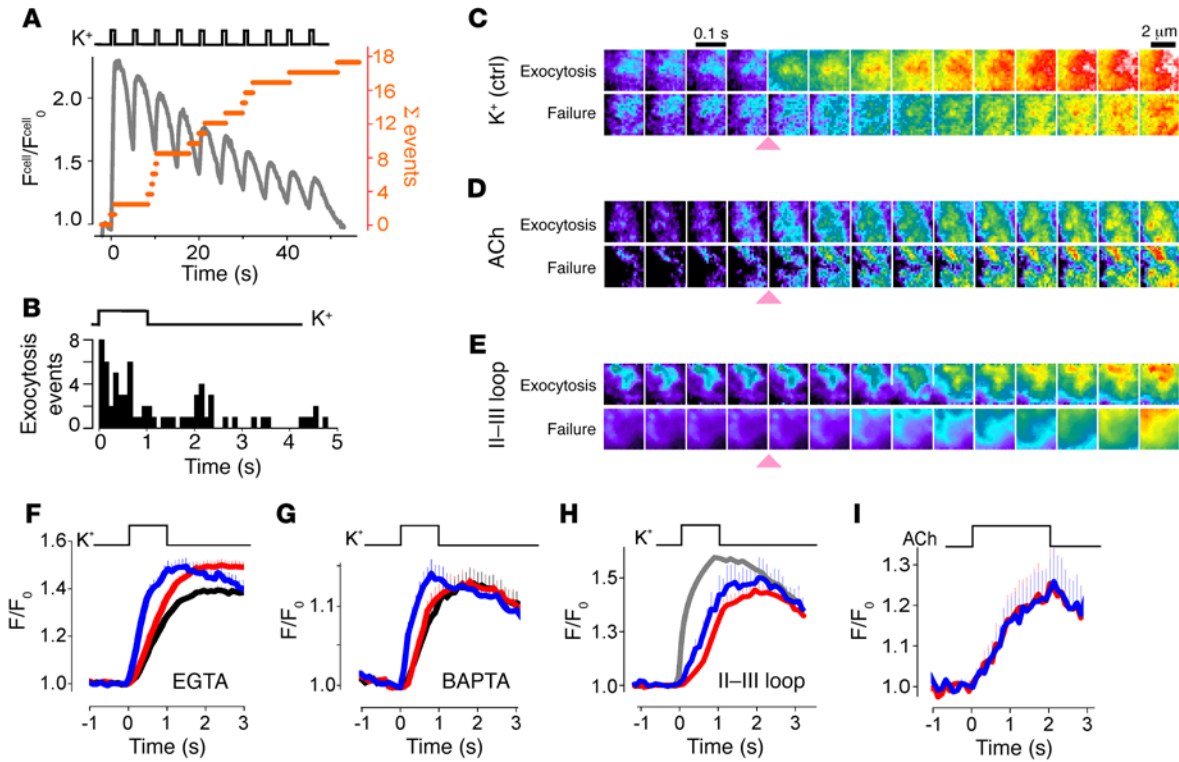 A
K+
Fcell/Fcell0
2.0
1.5
1.0
18
16
12
8
4
0
Σ events
0
20
40
Time (s)
B
K+
Exocytosis events
8
4
0
0
1
2
3
4
5
Time (s)
C
0.1 s
2 µm
K+ (ctrl)
Exocytosis
Failure
D
ACh
Exocytosis
Failure
E
II–III loop
Exocytosis
Failure
F
K+
F/F0
1.6
1.4
1.2
1.0
EGTA
-1
0
1
2
3
Time (s)
G
K+
F/F0
1.1
1.0
BAPTA
-1
0
1
2
3
Time (s)
H
K+
F/F0
1.5
1.3
1.0
II–III loop
-1
0
1
2
3
Time (s)
I
ACh
F/F0
1.3
1.2
1.1
1.0
-1
0
1
2
3
Time (s)